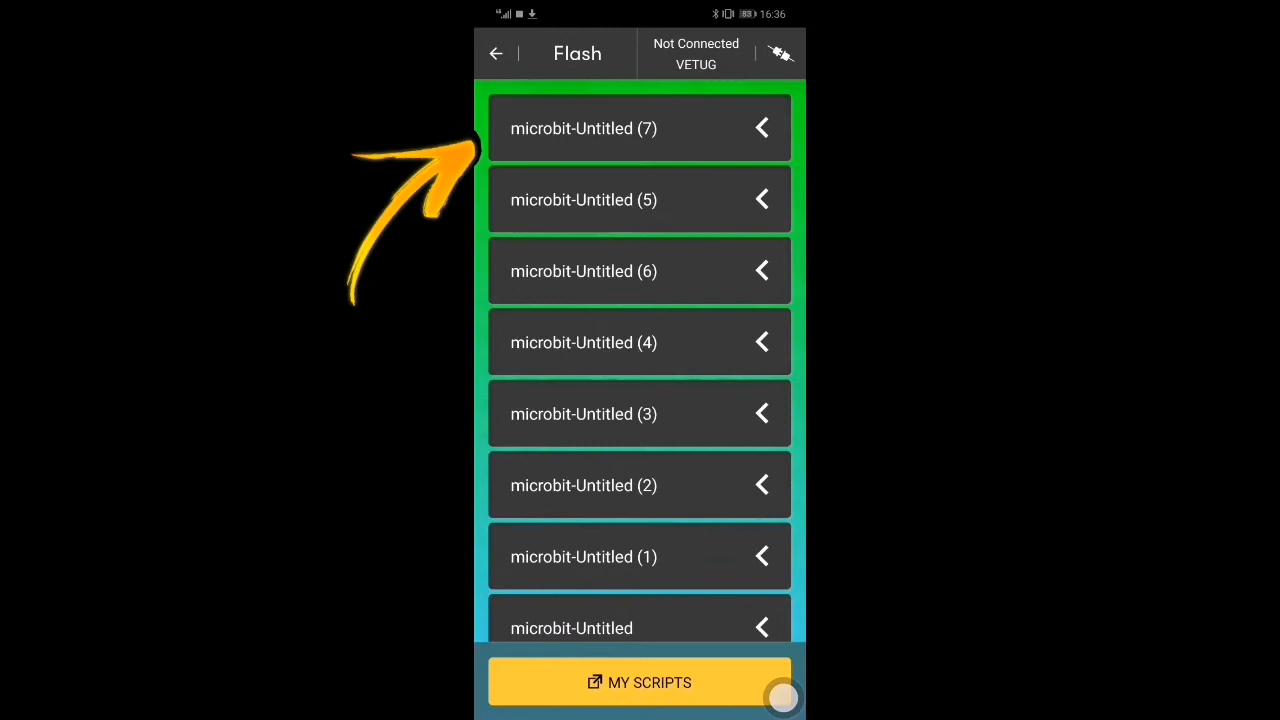 83 16:36
Flash
Not Connected
VETUG
microbit-Untitled (7)
microbit-Untitled (5)
microbit-Untitled (6)
microbit-Untitled (4)
microbit-Untitled (3)
microbit-Untitled (2)
microbit-Untitled (1)
microbit-Untitled
MY SCRIPTS